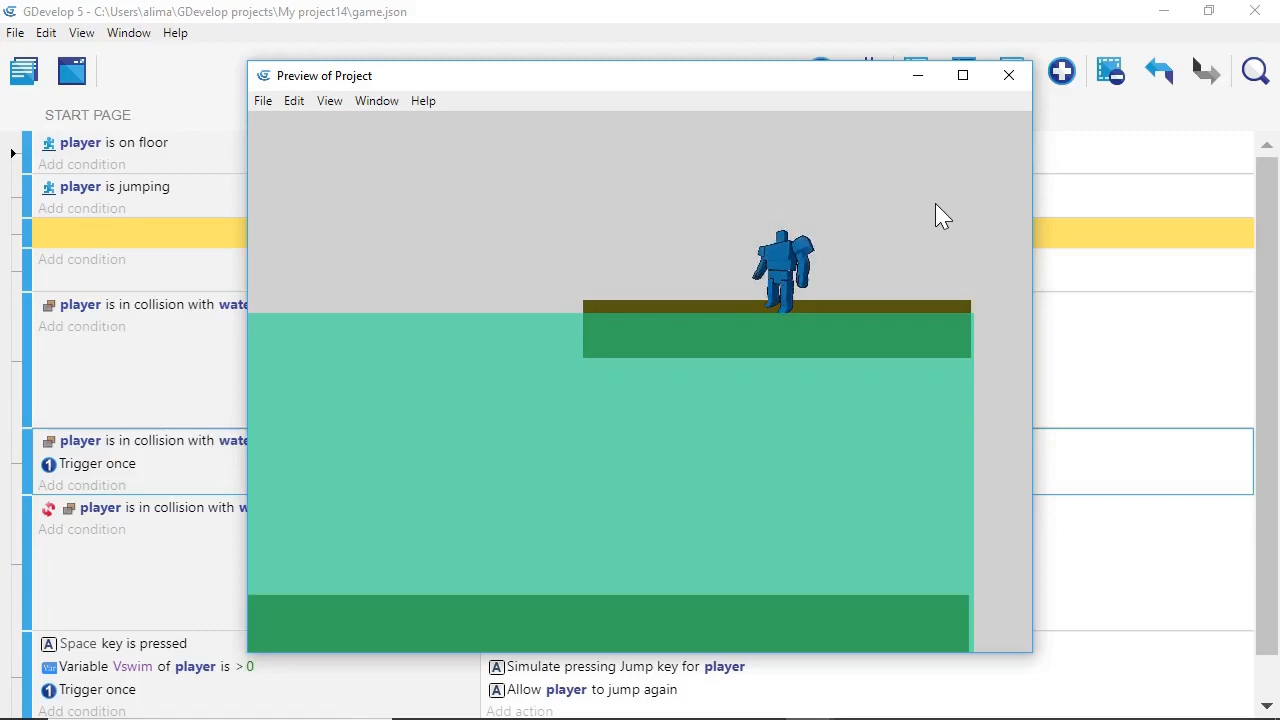 GDevelop 5 - C:\Users\alima\GDevelop projects\My project14\game.json
File Edit View Window Help
START PAGE
Preview of Project
File Edit View Window Help
player is on floor
Add condition
player is jumping
Add condition
Add condition
player is in collision with wate
Add condition
player is in collision with wate
1 Trigger once
Add condition
player is in collision with w
Add condition
A Space key is pressed
Var Variable Vswim of player is > 0
1 Trigger once
Add condition
A Simulate pressing Jump key for player
A Allow player to jump again
Add action